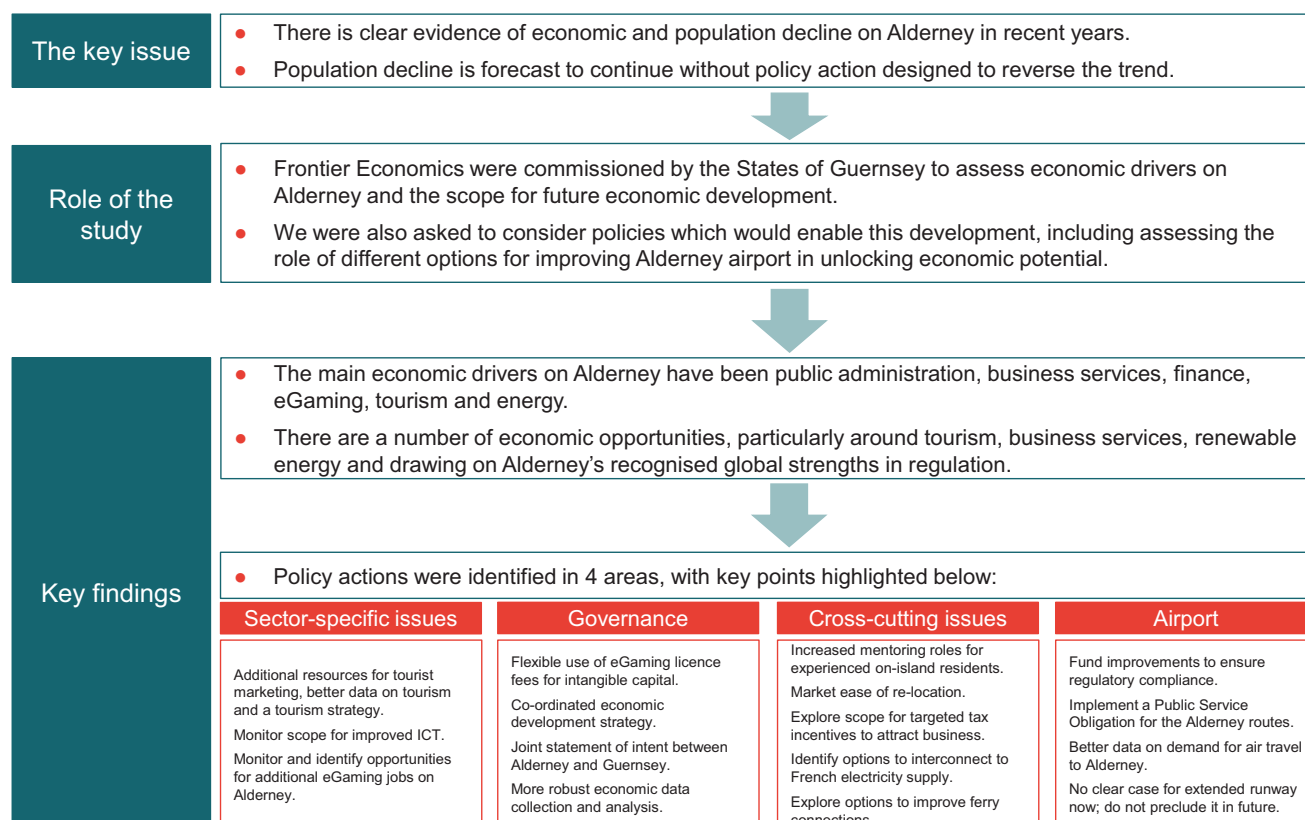 The key issue
● There is clear evidence of economic and population decline on Alderney in recent years.
● Population decline is forecast to continue without policy action designed to reverse the trend.
Role of the
study
● Frontier Economics were commissioned by the States of Guernsey to assess economic drivers on
Alderney and the scope for future economic development.
● We were also asked to consider policies which would enable this development, including assessing the
role of different options for improving Alderney airport in unlocking economic potential.
Key findings
● The main economic drivers on Alderney have been public administration, business services, finance,
eGaming, tourism and energy.
● There are a number of economic opportunities, particularly around tourism, business services, renewable
energy and drawing on Alderney's recognised global strengths in regulation.
● Policy actions were identified in 4 areas, with key points highlighted below:
Sector-specific issues
Additional resources for tourist
marketing, better data on tourism
and a tourism strategy.
Monitor scope for improved ICT.
Monitor and identify opportunities
for additional eGaming jobs on
Alderney.
Governance
Flexible use of eGaming licence
fees for intangible capital.
Co-ordinated economic
development strategy.
Joint statement of intent between
Alderney and Guernsey.
More robust economic data
collection and analysis.
Cross-cutting issues
Increased mentoring roles for
experienced on-island residents.
Market ease of re-location.
Explore scope for targeted tax
incentives to attract business.
Identify options to interconnect to
French electricity supply.
Explore options to improve ferry
connections.
Airport
Fund improvements to ensure
regulatory compliance.
Implement a Public Service
Obligation for the Alderney routes.
Better data on demand for air travel
to Alderney.
No clear case for extended runway
now; do not preclude it in future.